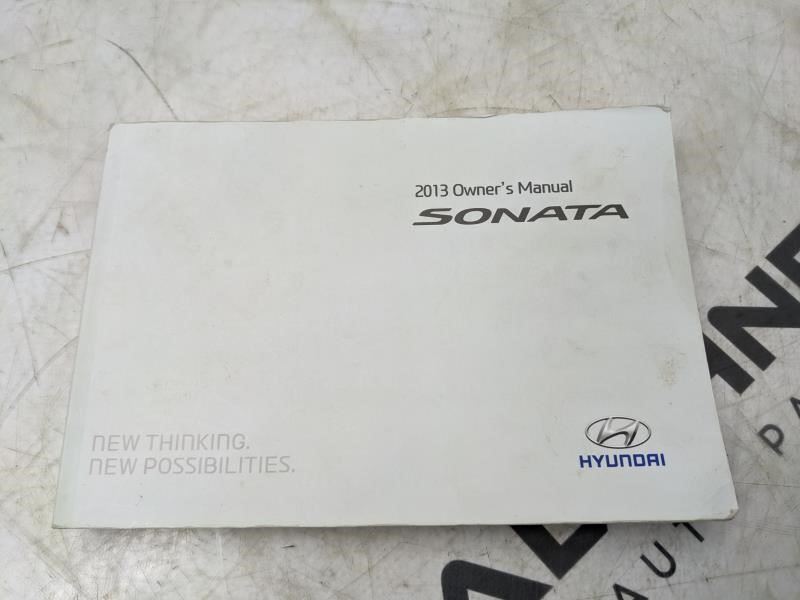 2013 Owner's Manual
SONATA
NEW THINKING.
NEW POSSIBILITIES.
HYUNDAI